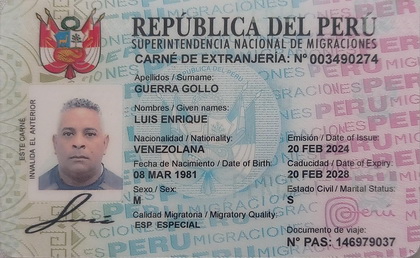 REPÚBLICA DEL PERÚ
SUPERINTENDENCIA NACIONAL DE MIGRACIONES
CARNÉ DE EXTRANJERÍA: Nº 003490274
Apellidos / Surname:
GUERRA GOLLO
Nombres / Given names:
LUIS ENRIQUE
Nacionalidad / Nationality:
VENEZOLANA
Emisión / Date of Issue:
20 FEB 2024
Fecha de Nacimiento / Date of Birth:
08 MAR 1981
Caducidad / Date of Expiry
20 FEB 2028
Sexo / Sex:
M
Estado Civil / Marital Status:
S
Calidad Migratoria / Migratory Quality:
ESP ESPECIAL
Documento de viaje:
Nº PAS: 146979037
ESTE CARNÉ
INVALIDA EL ANTERIOR
PERÚ
MIGRACIONES